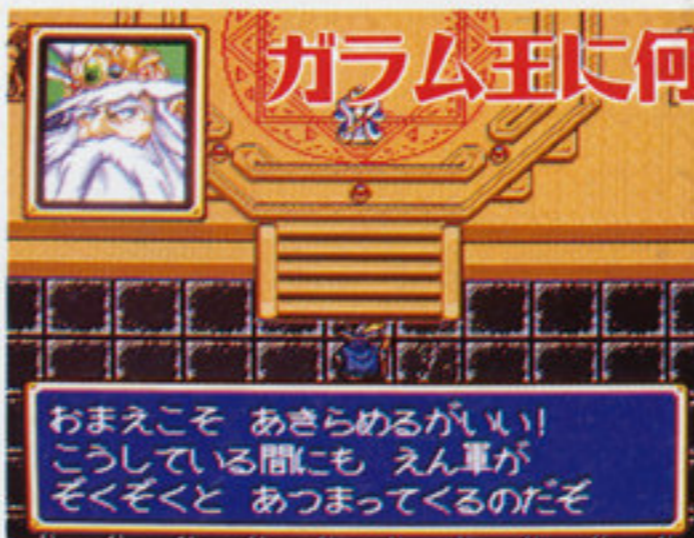 ガラム王に何
おまえこそ あきらめるがいい!
こうしている間にも えん軍が
ぞくぞくと あつまってくるのだぞ